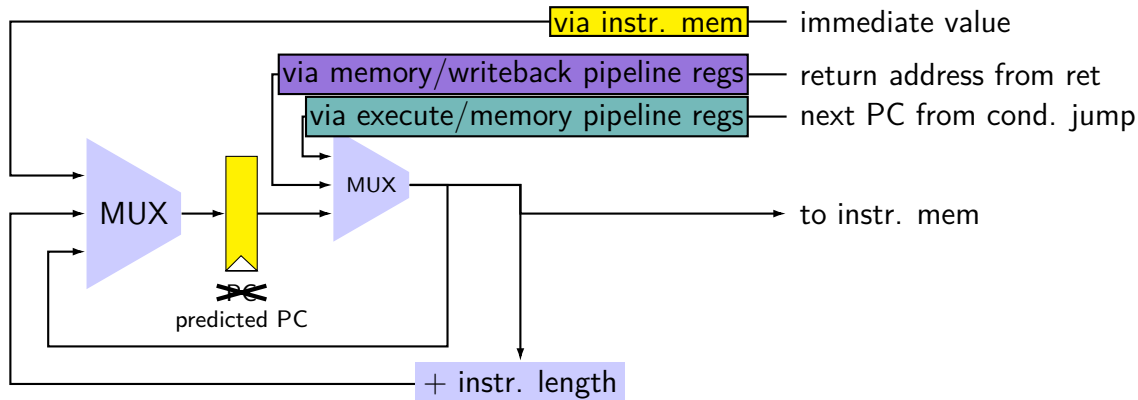 via instr. mem immediate value
via memory/writeback pipeline regs return address from ret
via execute/memory pipeline regs next PC from cond. jump
MUX
MUX
to instr. mem
PC
predicted PC
+ instr. length